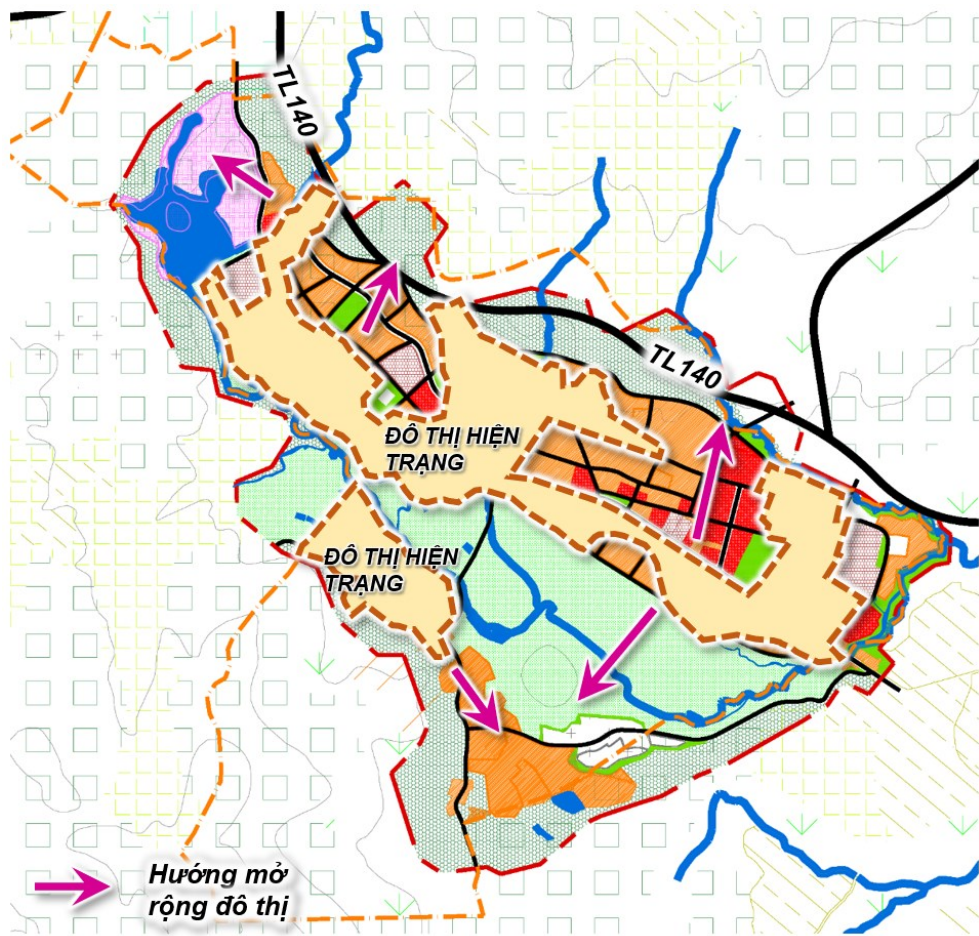 TL140
TL140
ĐÔ THỊ HIỆN
TRẠNG
ĐÔ THỊ HIỆN
TRẠNG
Hướng mở
rộng đô thị